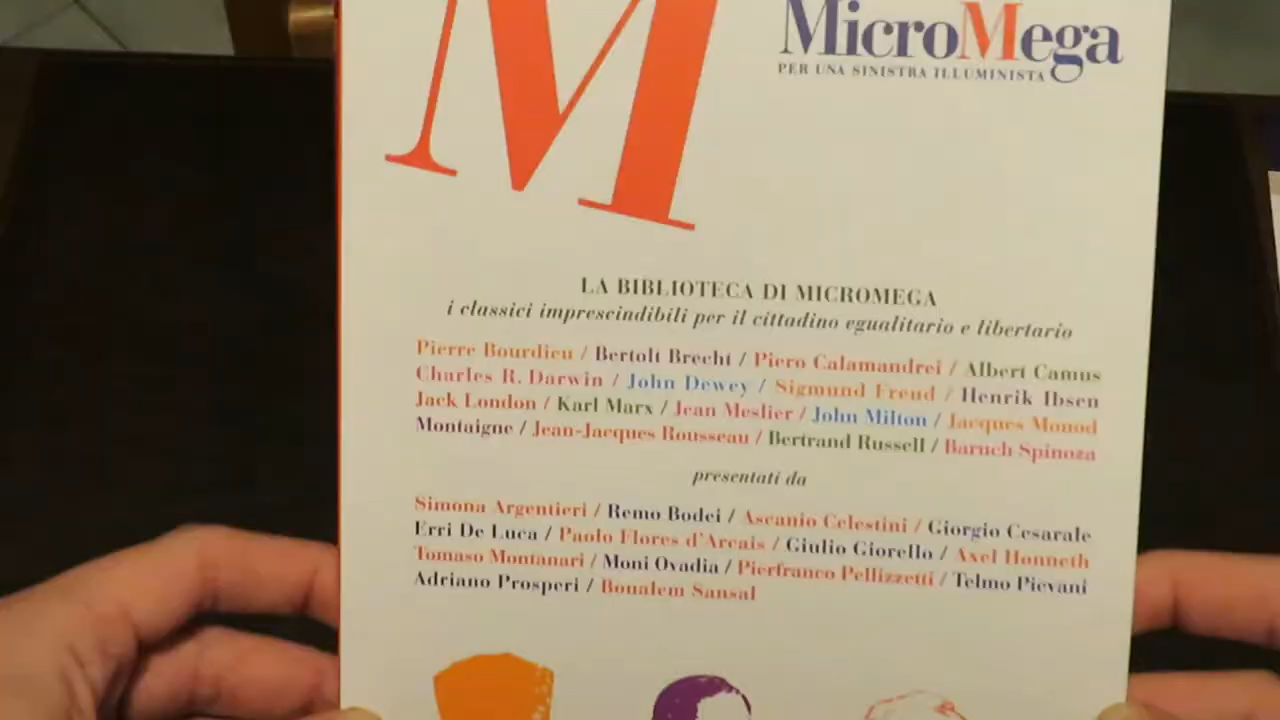 M
MicroMega
PER UNA SINISTRA ILLUMINISTA
LA BIBLIOTECA DI MICROMEGA
i classici imprescindibili per il cittadino egualitario e libertario
Pierre Bourdieu / Bertolt Brecht / Piero Calamandrei / Albert Camus
Charles R. Darwin / John Dewey / Sigmund Freud / Henrik Ibsen
Jack London / Karl Marx / Jean Meslier / John Milton / Jacques Monod
Montaigne / Jean-Jacques Rousseau / Bertrand Russell / Baruch Spinoza
presentati da
Simona Argentieri / Remo Bodei / Ascanio Celestini / Giorgio Cesarale
Erri De Luca / Paolo Flores d'Arcais / Giulio Giorello / Axel Honneth
Tomaso Montanari / Moni Ovadia / Pierfranco Pellizzetti / Telmo Pievani
Adriano Prosperi / Boualem Sansal